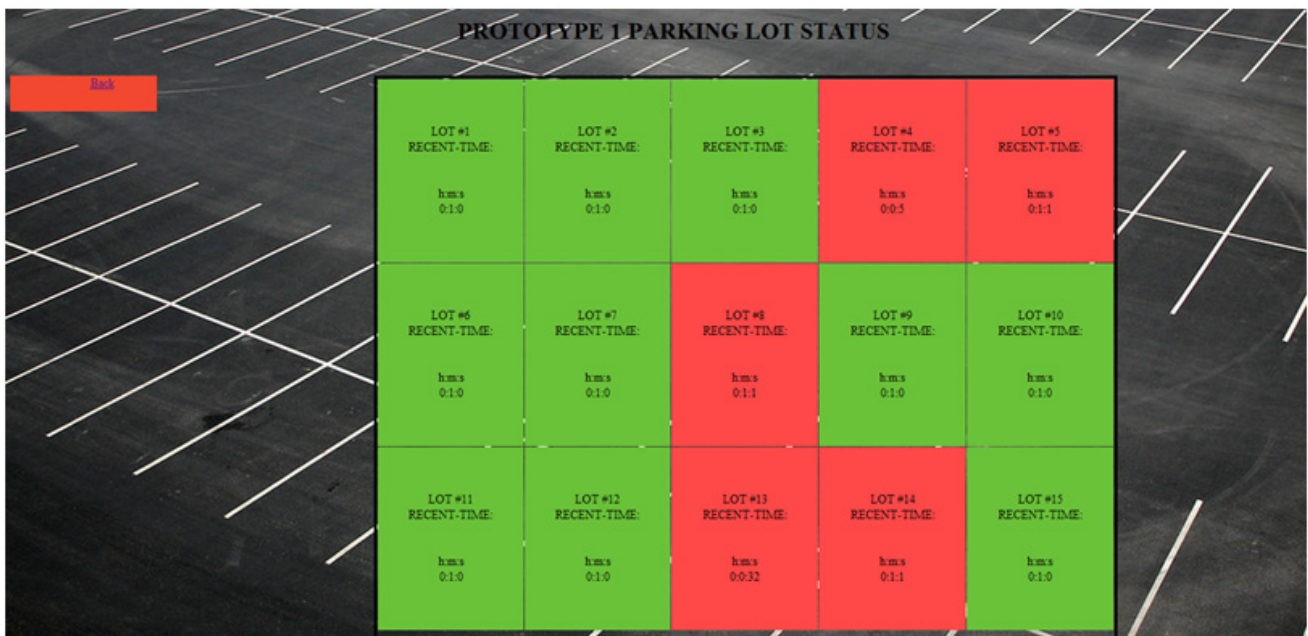 PROTOTYPE 1 PARKING LOT STATUS
Back
LOT #1
RECENT-TIME:
h:m:s
0:1:0
LOT #2
RECENT-TIME:
h:m:s
0:1:0
LOT #3
RECENT-TIME:
h:m:s
0:1:0
LOT #4
RECENT-TIME:
h:m:s
0:0:5
LOT #5
RECENT-TIME:
h:m:s
0:1:1
LOT #6
RECENT-TIME:
h:m:s
0:1:0
LOT #7
RECENT-TIME:
h:m:s
0:1:0
LOT #8
RECENT-TIME:
h:m:s
0:1:1
LOT #9
RECENT-TIME:
h:m:s
0:1:0
LOT #10
RECENT-TIME:
h:m:s
0:1:0
LOT #11
RECENT-TIME:
h:m:s
0:1:0
LOT #12
RECENT-TIME:
h:m:s
0:1:0
LOT #13
RECENT-TIME:
h:m:s
0:0:32
LOT #14
RECENT-TIME:
h:m:s
0:1:1
LOT #15
RECENT-TIME:
h:m:s
0:1:0